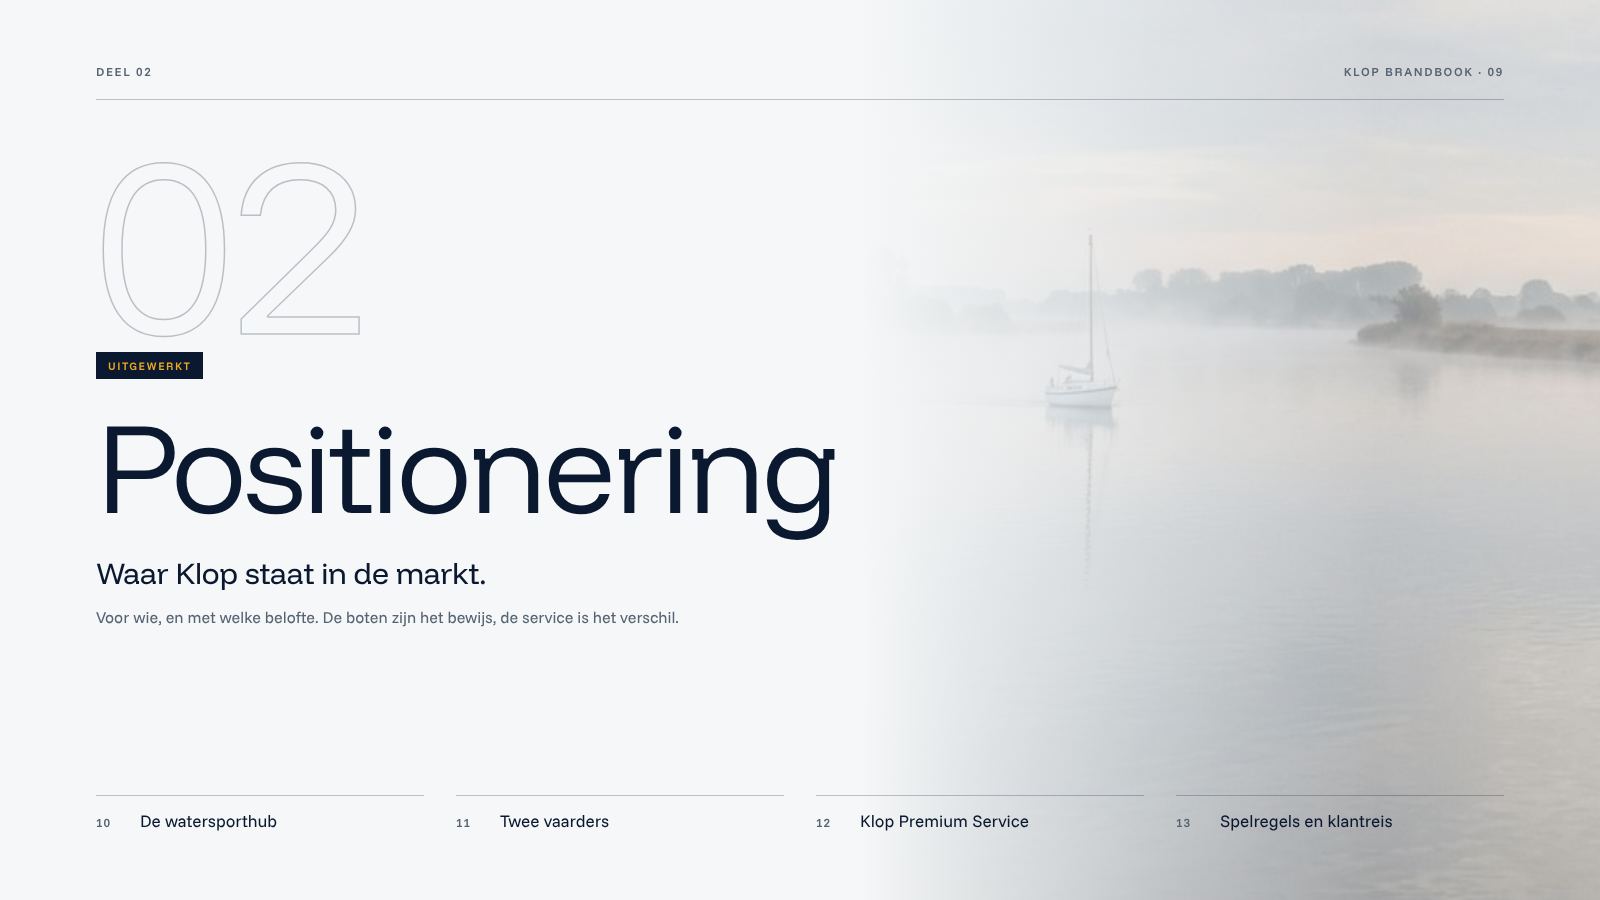 DEEL 02
KLOP BRANDBOOK · 09
02
UITGEWERKT
Positionering
Waar Klop staat in de markt.
Voor wie, en met welke belofte. De boten zijn het bewijs, de service is het verschil.
10 De watersporthub
11 Twee vaarders
12 Klop Premium Service
13 Spelregels en klantreis